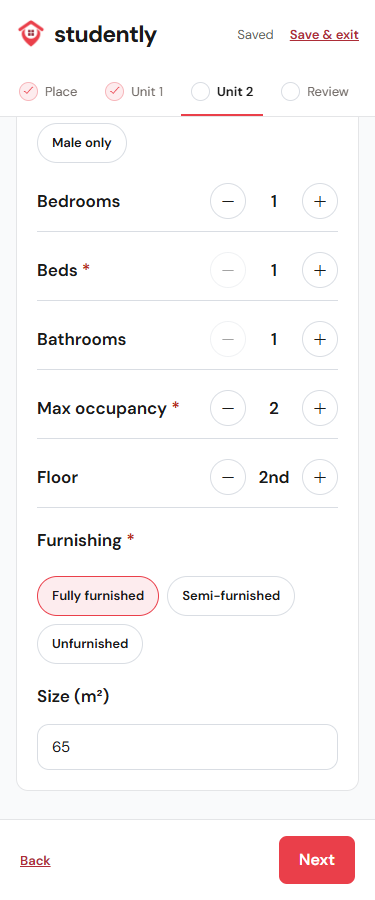 studently
Saved Save & exit
Place Unit 1 Unit 2 Review
Male only
Bedrooms − 1 +
Beds * − 1 +
Bathrooms − 1 +
Max occupancy * − 2 +
Floor − 2nd +
Furnishing *
Fully furnished Semi-furnished
Unfurnished
Size (m²)
65
Back Next